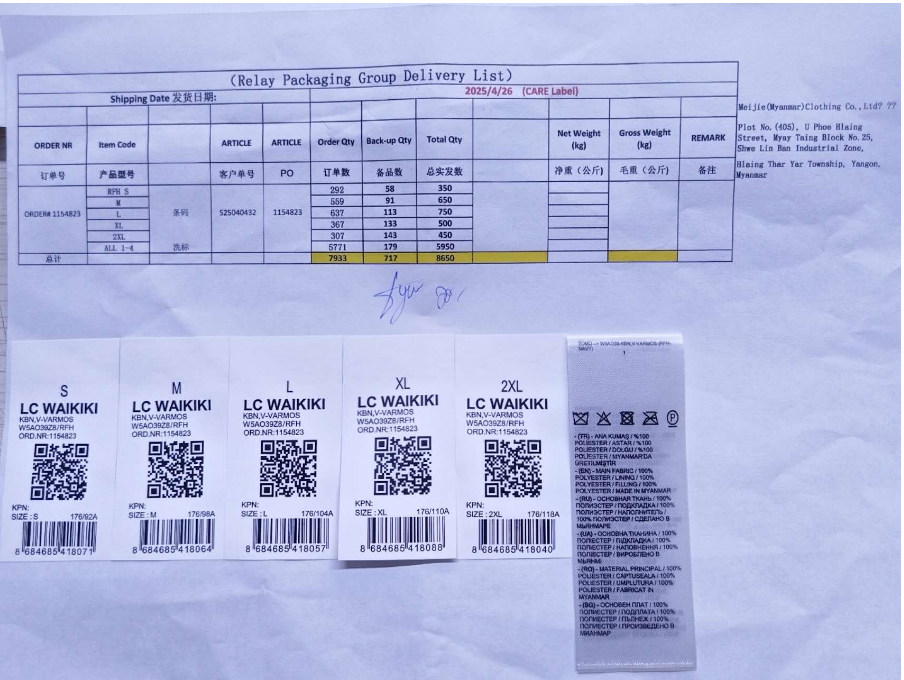 (Relay Packaging Group Delivery List)
Shipping Date 发货日期: 2025/4/26 (CARE Label)
Meijie(Myanmar)Clothing Co.,Ltd? ??
Plot No. (405), U Phoe Hlaing
Street, Myay Taing Block No.25,
Shwe Lin Ban Industrial Zone,
Hlaing Thar Yar Township, Yangon,
Myanmar
ORDER NR Item Code ARTICLE ARTICLE Order Qty Back-up Qty Total Qty Net Weight (kg) Gross Weight (kg) REMARK
订单号 产品型号 客户单号 PO 订单数 备品数 总实发数 净重（公斤） 毛重（公斤） 备注
RFH S 292 58 350
M 559 91 650
ORDER# 1154823 L 条码 S25040432 1154823 637 113 750
XL 367 133 500
2XL 307 143 450
ALL 1-4 洗标 5771 179 5950
总计 7933 717 8650
S
LC WAIKIKI
KBN,V-VARMOS
W5AO39Z8/RFH
ORD.NR:1154823
KPN:
SIZE : S 176/92A
8 684685 418071
M
LC WAIKIKI
KBN,V-VARMOS
W5AO39Z8/RFH
ORD.NR:1154823
KPN:
SIZE : M 176/98A
8 684685 418064
L
LC WAIKIKI
KBN,V-VARMOS
W5AO39Z8/RFH
ORD.NR:1154823
KPN:
SIZE : L 176/104A
8 684685 418057
XL
LC WAIKIKI
KBN,V-VARMOS
W5AO39Z8/RFH
ORD.NR:1154823
KPN:
SIZE : XL 176/110A
8 684685 418088
2XL
LC WAIKIKI
KBN,V-VARMOS
W5AO39Z8/RFH
ORD.NR:1154823
KPN:
SIZE : 2XL 176/118A
8 684685 418040
NAVY)
1
P
- (TR) - ANA KUMAŞ / %100
POLIESTER / ASTAR / %100
POLIESTER / DOLGU / %100
POLIESTER / MYANMAR'DA
ÜRETİLMİŞTİR
- (EN) - MAIN FABRIC / 100%
POLYESTER / LINING / 100%
POLYESTER / FILLING / 100%
POLYESTER / MADE IN MYANMAR
- (RU) - ОСНОВНАЯ ТКАНЬ / 100%
ПОЛИЭСТЕР / ПОДКЛАДКА / 100%
ПОЛИЭСТЕР / НАПОЛНИТЕЛЬ /
100% ПОЛИЭСТЕР / СДЕЛАНО В
МЬЯНМАРЕ
- (UA) - ОСНОВНА ТКАНИНА / 100%
ПОЛІЕСТЕР / ПІДКЛАДКА / 100%
ПОЛІЕСТЕР / НАПОВНЕННЯ / 100%
ПОЛІЕСТЕР / ВИРОБЛЕНО В
М'ЯНМІ
- (RO) - MATERIAL PRINCIPAL / 100%
POLIESTER / CAPTUSEALA / 100%
POLIESTER / UMPLUTURA / 100%
POLIESTER / FABRICAT IN
MYANMAR
- (BG) - ОСНОВЕН ПЛАТ / 100%
ПОЛИЕСТЕР / ПОДПЛАТА / 100%
ПОЛИЕСТЕР / ПЪЛНЕЖ / 100%
ПОЛИЕСТЕР / ПРОИЗВЕДЕНО В
МИАНМАР